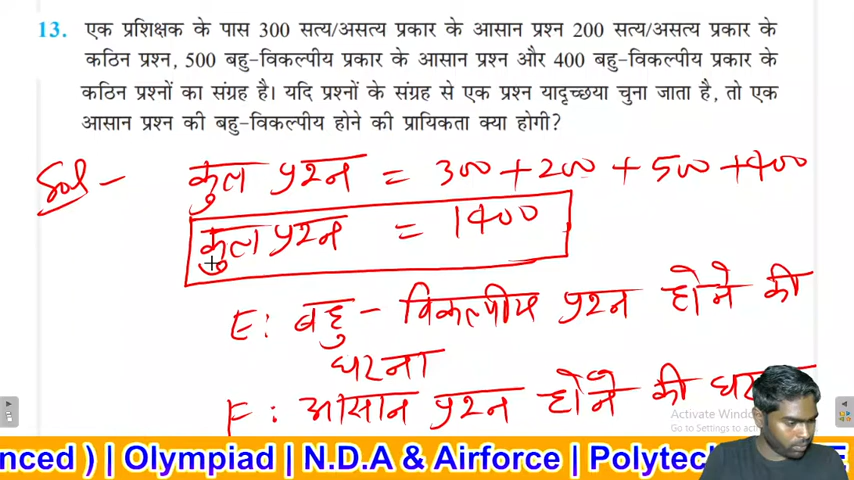 13. एक प्रशिक्षक के पास 300 सत्य/असत्य प्रकार के आसान प्रश्न 200 सत्य/असत्य प्रकार के
कठिन प्रश्न, 500 बहु-विकल्पीय प्रकार के आसान प्रश्न और 400 बहु-विकल्पीय प्रकार के
कठिन प्रश्नों का संग्रह है। यदि प्रश्नों के संग्रह से एक प्रश्न यादृच्छया चुना जाता है, तो एक
आसान प्रश्न की बहु-विकल्पीय होने की प्रायिकता क्या होगी?
Sol - कुल प्रश्न = 300 + 200 + 500 + 400
कुल प्रश्न = 1400
E: बहु - विकल्पीय प्रश्न होने की
घटना
F: आसान प्रश्न होने की
Activate Window
Go to Settings to activ
nced ) | Olympiad | N.D.A & Airforce | Polytec